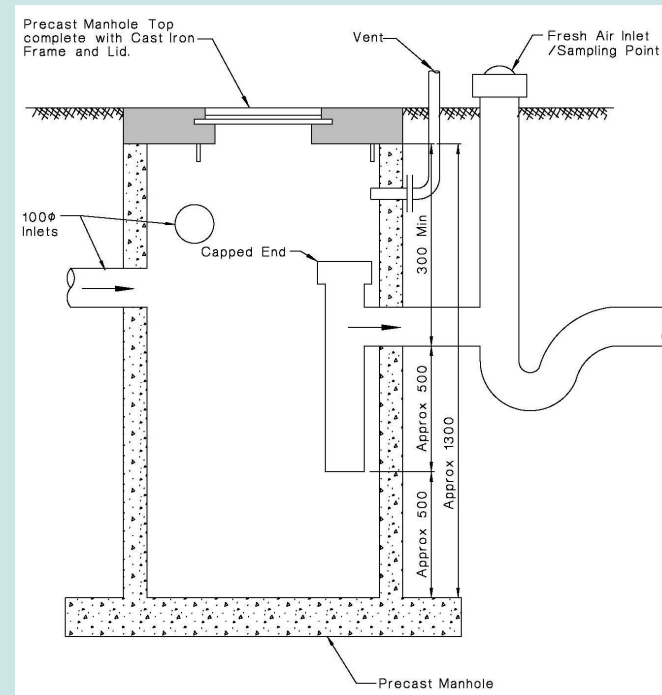 Precast Manhole Top
complete with Cast Iron
Frame and Lid.
Vent
Fresh Air Inlet
/Sampling Point
100ϕ
Inlets
Capped End
300 Min
Approx 500
Approx 500
Approx 1300
Precast Manhole